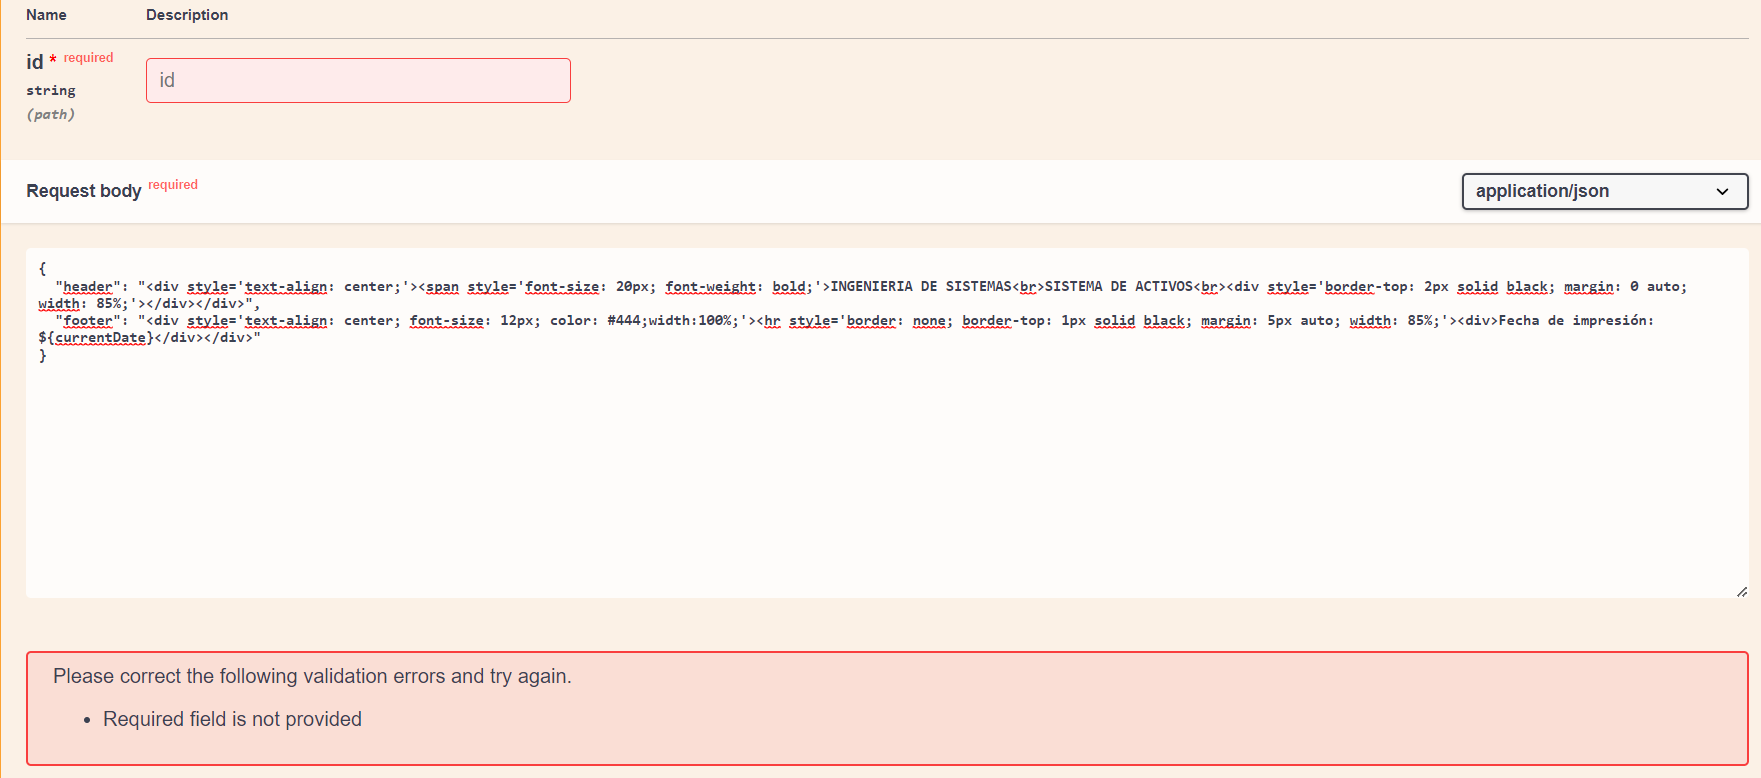 Name Description
id * required
id
string
(path)
Request body required
application/json
{
"header": "<div style='text-align: center;'><span style='font-size: 20px; font-weight: bold;'>INGENIERIA DE SISTEMAS<br>SISTEMA DE ACTIVOS<br><div style='border-top: 2px solid black; margin: 0 auto;
width: 85%;'></div></div>",
"footer": "<div style='text-align: center; font-size: 12px; color: #444;width:100%;'><hr style='border: none; border-top: 1px solid black; margin: 5px auto; width: 85%;'><div>Fecha de impresión:
${currentDate}</div></div>"
}
Please correct the following validation errors and try again.
• Required field is not provided